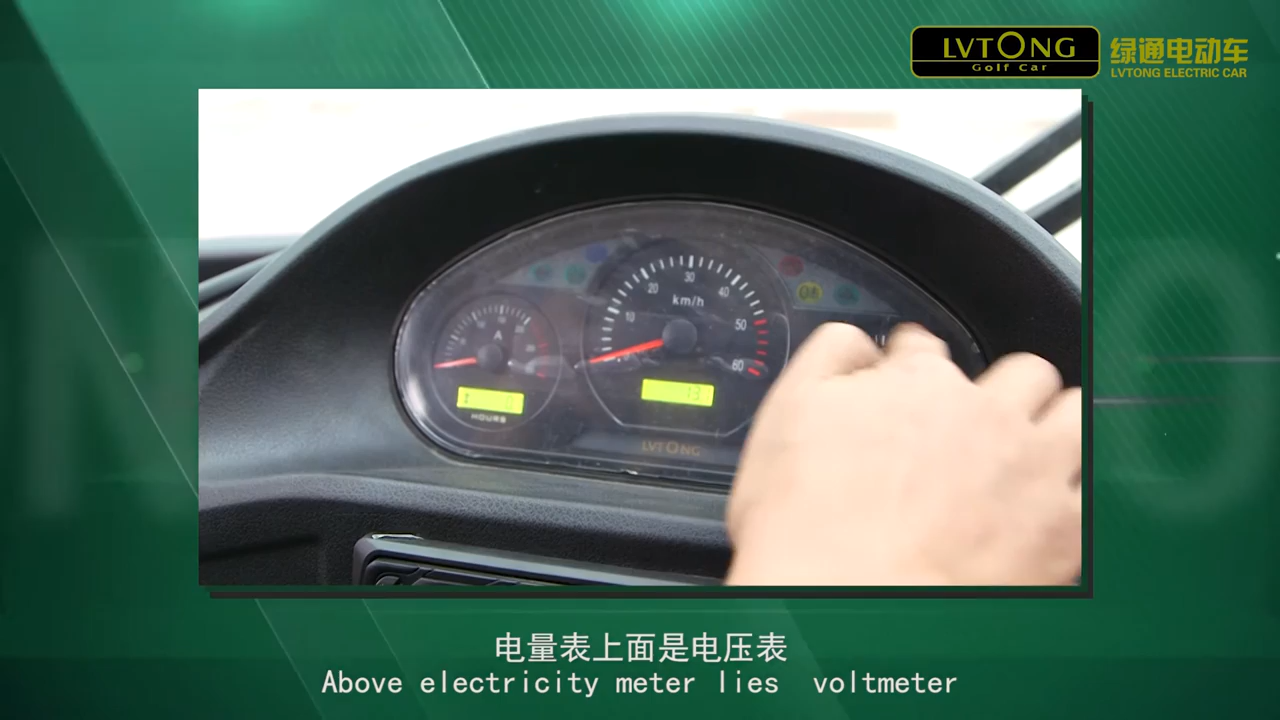 LVTONG
Golf Car
绿通电动车
LVTONG ELECTRIC CAR
10
20
30
40
50
60
km/h
A
HOURS
LVTONG
电量表上面是电压表
Above electricity meter lies voltmeter